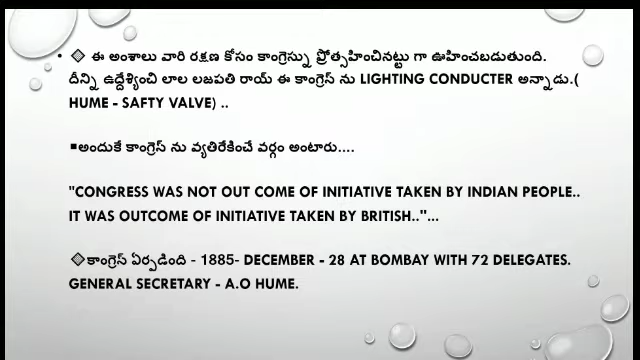 • ◈ ఈ అంశాలు వారి రక్షణ కోసం కాంగ్రెస్ను ప్రోత్సహించినట్టు గా ఊహించబడుతుంది.
దీన్ని ఉద్దేశ్యించి లాల లజపతి రాయ్ ఈ కాంగ్రెస్ ను LIGHTING CONDUCTER అన్నాడు.(
HUME - SAFTY VALVE) ..
▪అందుకే కాంగ్రెస్ ను వ్యతిరేకించే వర్గం అంటారు....
"CONGRESS WAS NOT OUT COME OF INITIATIVE TAKEN BY INDIAN PEOPLE..
IT WAS OUTCOME OF INITIATIVE TAKEN BY BRITISH.."...
◈కాంగ్రెస్ ఏర్పడింది - 1885- DECEMBER - 28 AT BOMBAY WITH 72 DELEGATES.
GENERAL SECRETARY - A.O HUME.